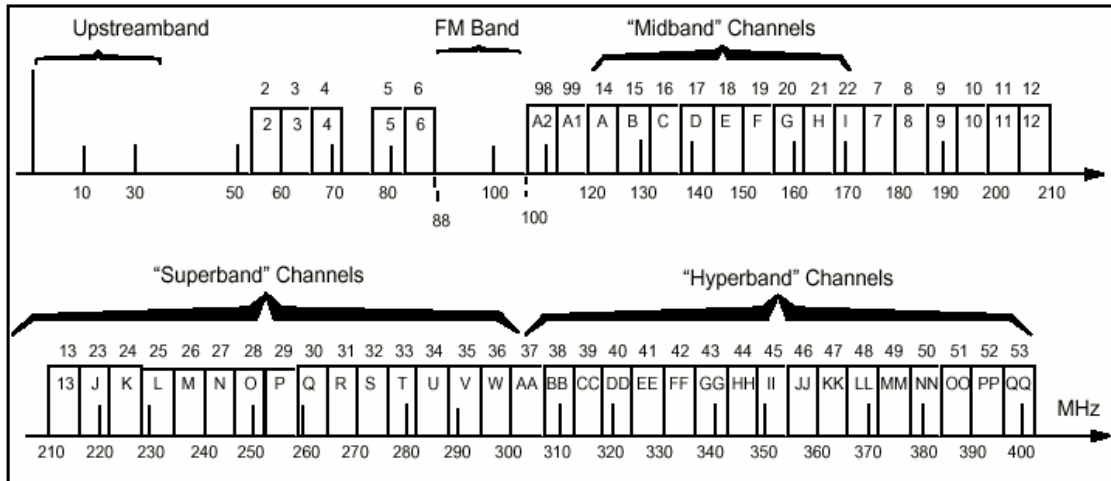 Upstreamband FM Band “Midband” Channels
2 3 4 5 6 98 99 14 15 16 17 18 19 20 21 22 7 8 9 10 11 12
2 3 4 5 6 A2 A1 A B C D E F G H I 7 8 9 10 11 12
10 30 50 60 70 80 100 120 130 140 150 160 170 180 190 200 210
88 100
“Superband” Channels “Hyperband” Channels
13 23 24 25 26 27 28 29 30 31 32 33 34 35 36 37 38 39 40 41 42 43 44 45 46 47 48 49 50 51 52 53
13 J K L M N O P Q R S T U V W AA BB CC DD EE FF GG HH II JJ KK LL MM NN OO PP QQ
MHz
210 220 230 240 250 260 270 280 290 300 310 320 330 340 350 360 370 380 390 400